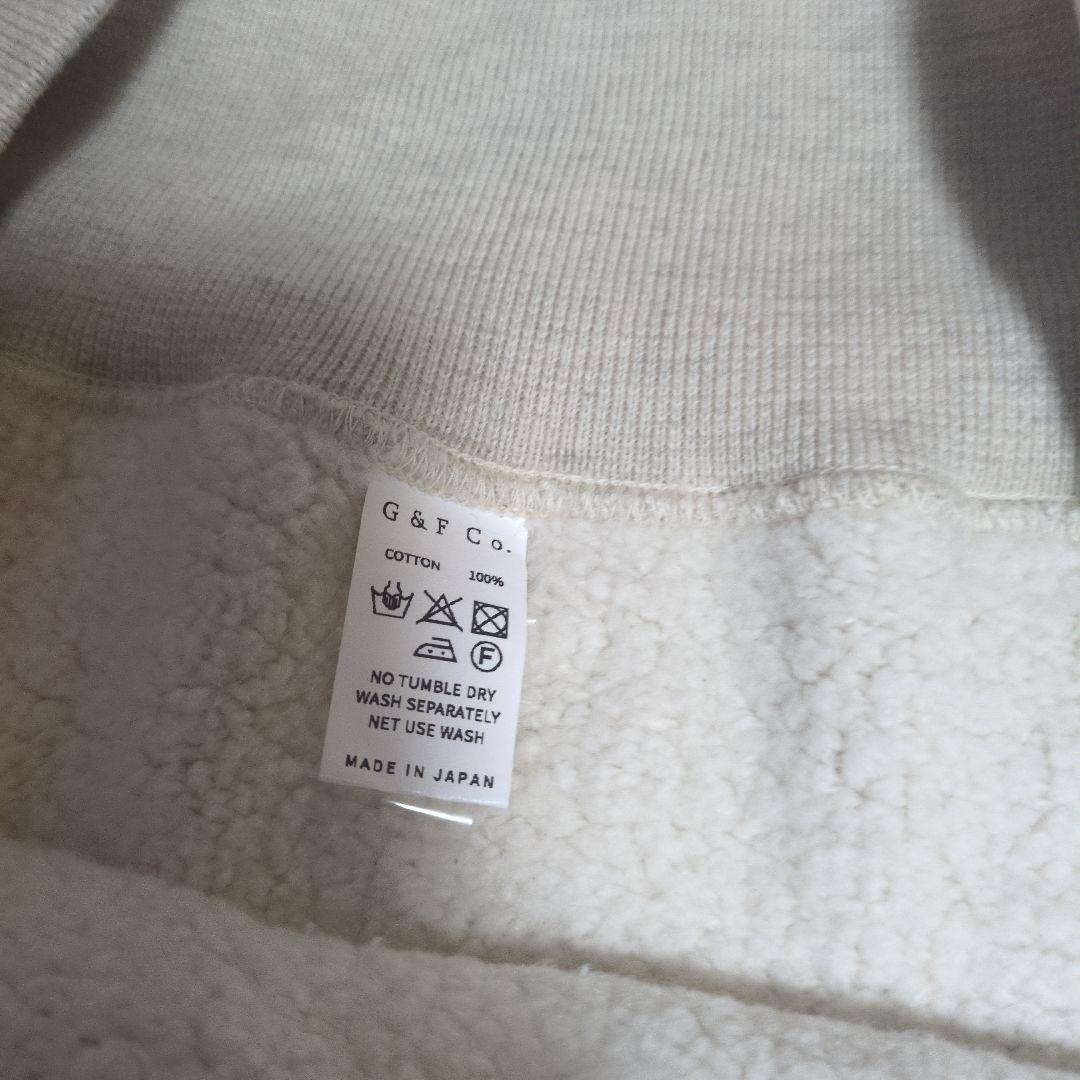 G & F Co.
COTTON 100%
F
NO TUMBLE DRY
WASH SEPARATELY
NET USE WASH
MADE IN JAPAN